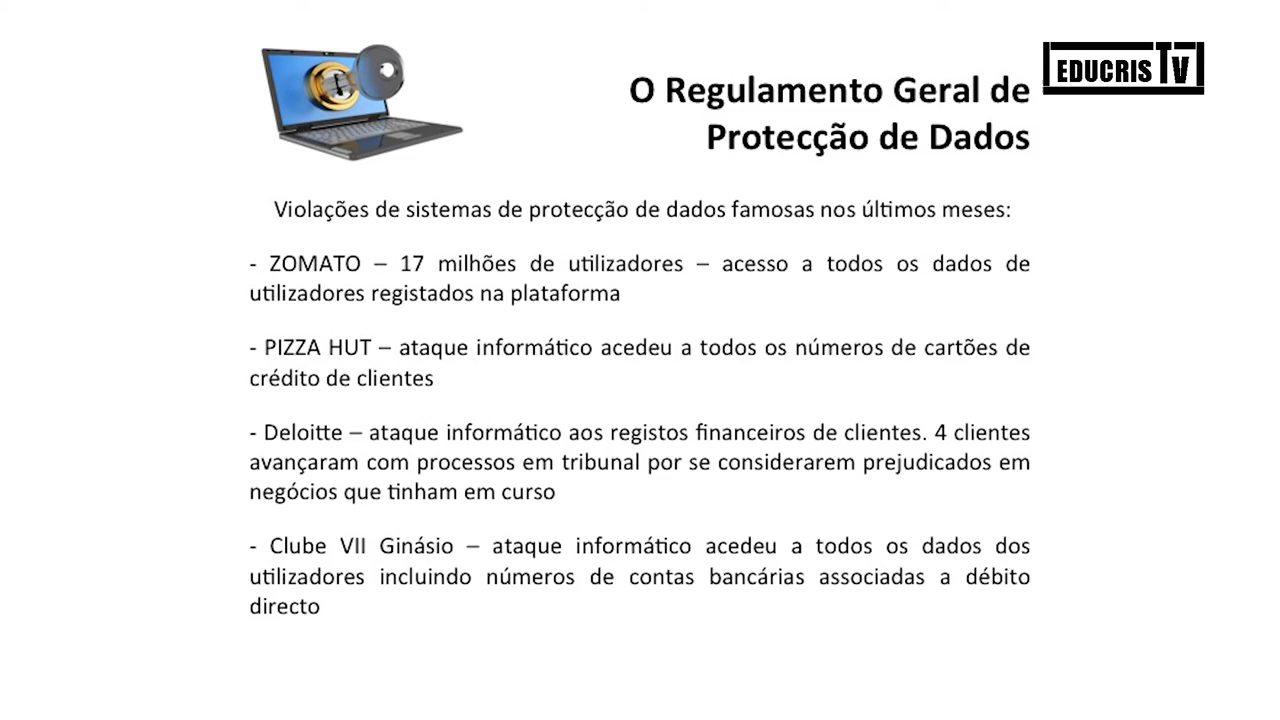 EDUCRIS TV
O Regulamento Geral de
Protecção de Dados
Violações de sistemas de protecção de dados famosas nos últimos meses:
- ZOMATO – 17 milhões de utilizadores – acesso a todos os dados de
utilizadores registados na plataforma
- PIZZA HUT – ataque informático acedeu a todos os números de cartões de
crédito de clientes
- Deloitte – ataque informático aos registos financeiros de clientes. 4 clientes
avançaram com processos em tribunal por se considerarem prejudicados em
negócios que tinham em curso
- Clube VII Ginásio – ataque informático acedeu a todos os dados dos
utilizadores incluindo números de contas bancárias associadas a débito
directo